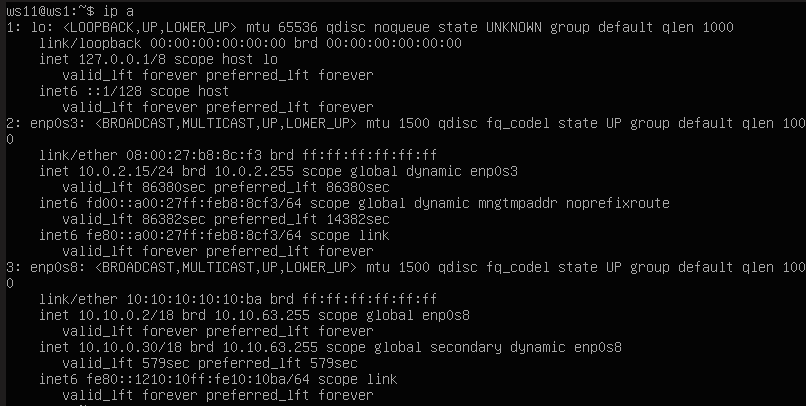 ws11@ws1:~$ ip a
1: lo: <LOOPBACK,UP,LOWER_UP> mtu 65536 qdisc noqueue state UNKNOWN group default qlen 1000
    link/loopback 00:00:00:00:00:00 brd 00:00:00:00:00:00
    inet 127.0.0.1/8 scope host lo
       valid_lft forever preferred_lft forever
    inet6 ::1/128 scope host
       valid_lft forever preferred_lft forever
2: enp0s3: <BROADCAST,MULTICAST,UP,LOWER_UP> mtu 1500 qdisc fq_codel state UP group default qlen 100
0
    link/ether 08:00:27:b8:8c:f3 brd ff:ff:ff:ff:ff:ff
    inet 10.0.2.15/24 brd 10.0.2.255 scope global dynamic enp0s3
       valid_lft 86380sec preferred_lft 86380sec
    inet6 fd00::a00:27ff:feb8:8cf3/64 scope global dynamic mngtmpaddr noprefixroute
       valid_lft 86382sec preferred_lft 14382sec
    inet6 fe80::a00:27ff:feb8:8cf3/64 scope link
       valid_lft forever preferred_lft forever
3: enp0s8: <BROADCAST,MULTICAST,UP,LOWER_UP> mtu 1500 qdisc fq_codel state UP group default qlen 100
0
    link/ether 10:10:10:10:10:ba brd ff:ff:ff:ff:ff:ff
    inet 10.10.0.2/18 brd 10.10.63.255 scope global enp0s8
       valid_lft forever preferred_lft forever
    inet 10.10.0.30/18 brd 10.10.63.255 scope global secondary dynamic enp0s8
       valid_lft 579sec preferred_lft 579sec
    inet6 fe80::1210:10ff:fe10:10ba/64 scope link
       valid_lft forever preferred_lft forever